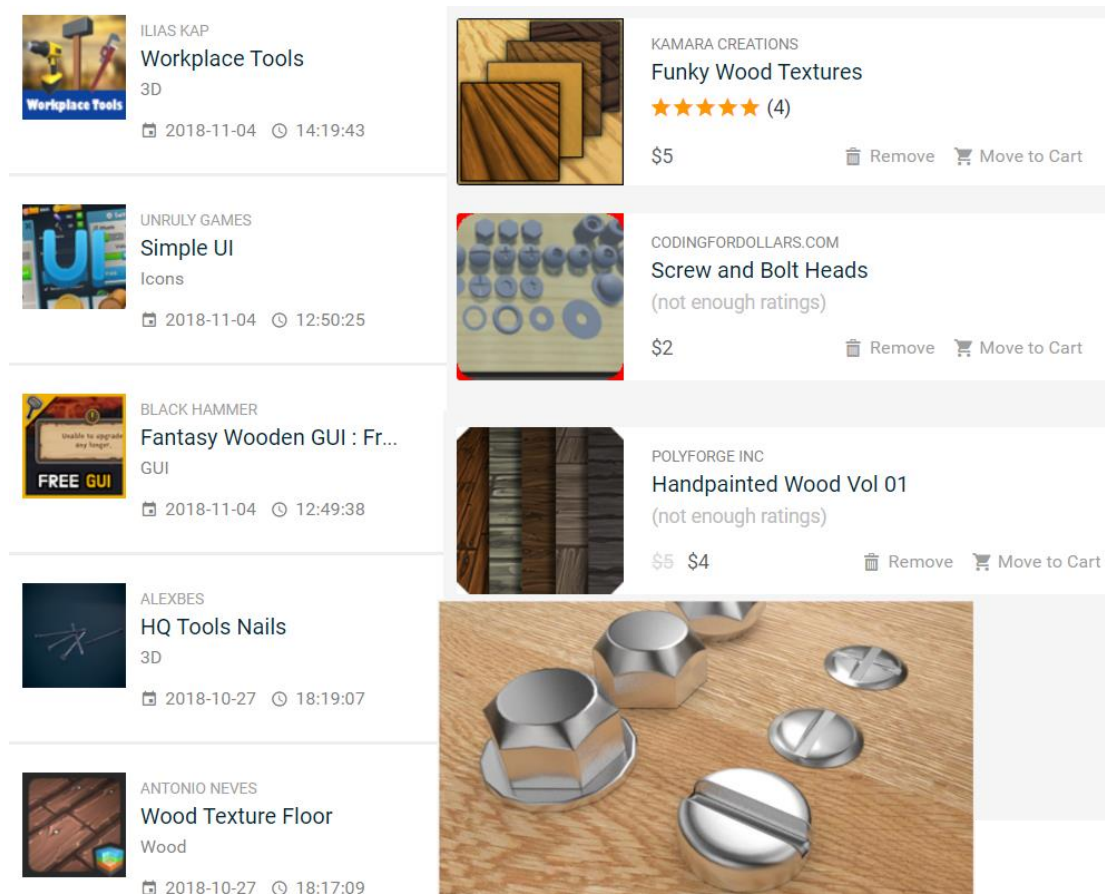 ILIAS KAP
Workplace Tools
3D
2018-11-04 14:19:43
Workplace Tools
UNRULY GAMES
Simple UI
Icons
2018-11-04 12:50:25
UI
BLACK HAMMER
Fantasy Wooden GUI : Fr...
GUI
2018-11-04 12:49:38
Unable to upgrade
any longer.
FREE GUI
ALEXBES
HQ Tools Nails
3D
2018-10-27 18:19:07
ANTONIO NEVES
Wood Texture Floor
Wood
2018-10-27 18:17:09
KAMARA CREATIONS
Funky Wood Textures
(4)
$5 Remove Move to Cart
CODINGFORDOLLARS.COM
Screw and Bolt Heads
(not enough ratings)
$2 Remove Move to Cart
POLYFORGE INC
Handpainted Wood Vol 01
(not enough ratings)
$5 $4 Remove Move to Cart